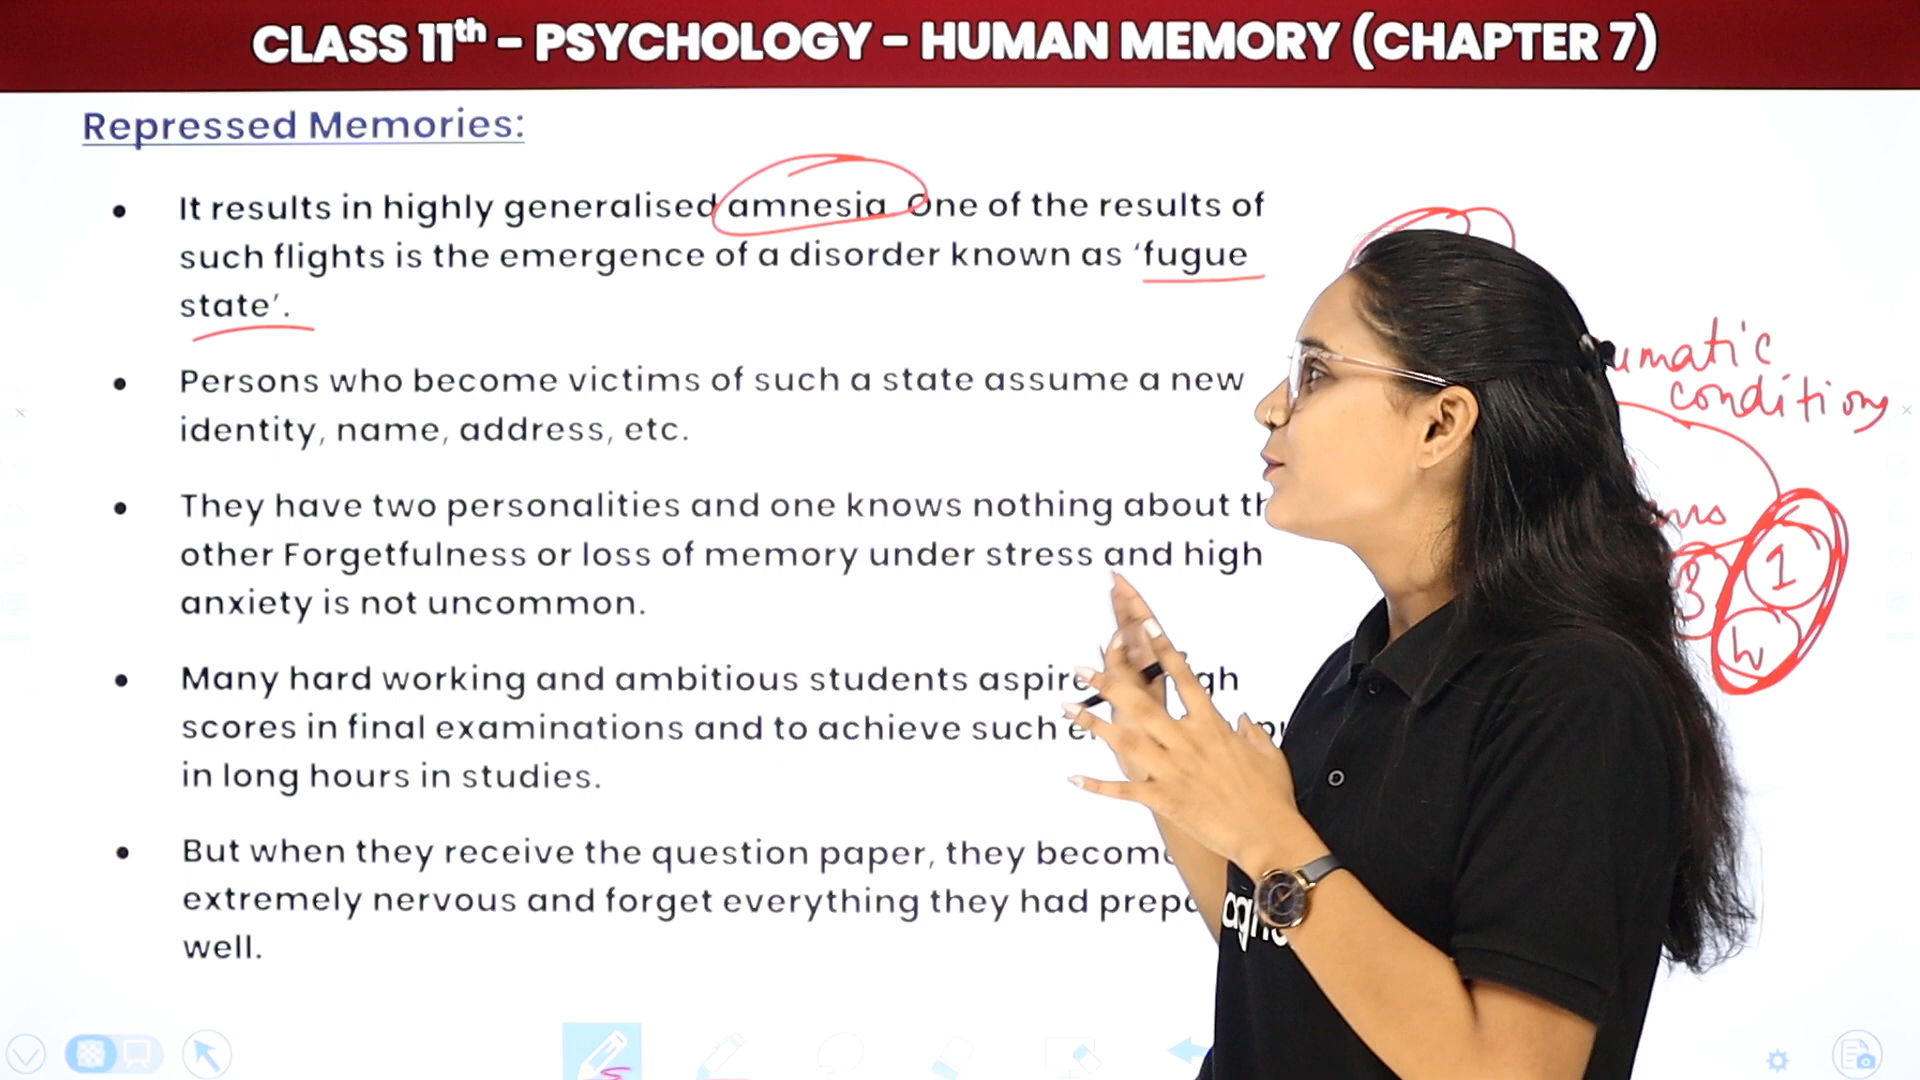 CLASS 11th – PSYCHOLOGY – HUMAN MEMORY (CHAPTER 7)
Repressed Memories:
• It results in highly generalised amnesia. One of the results of
such flights is the emergence of a disorder known as ‘fugue
state’.
• Persons who become victims of such a state assume a new
identity, name, address, etc.
• They have two personalities and one knows nothing about
other Forgetfulness or loss of memory under stress and high
anxiety is not uncommon.
• Many hard working and ambitious students aspire
scores in final examinations and to achieve such
in long hours in studies.
• But when they receive the question paper, they become
extremely nervous and forget everything they had
well.
conditions
3
1